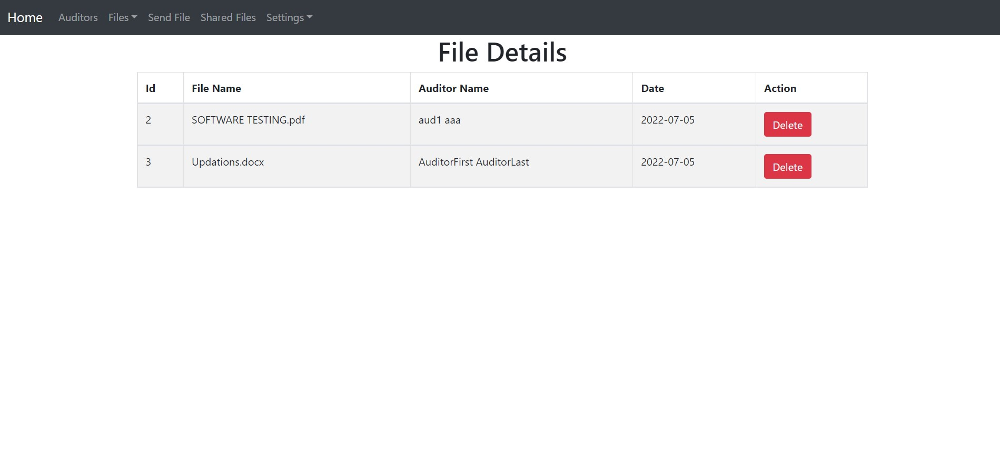 Home Auditors Files Send File Shared Files Settings
File Details
Id File Name Auditor Name Date Action
2 SOFTWARE TESTING.pdf aud1 aaa 2022-07-05 Delete
3 Updations.docx AuditorFirst AuditorLast 2022-07-05 Delete